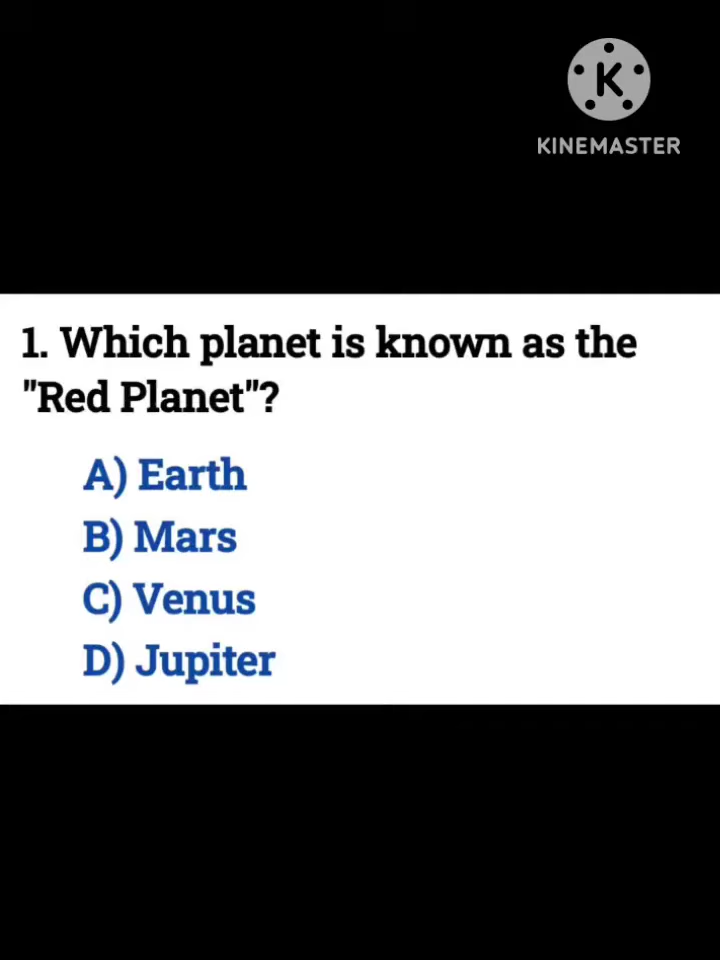 K
KINEMASTER
1. Which planet is known as the
"Red Planet"?
A) Earth
B) Mars
C) Venus
D) Jupiter